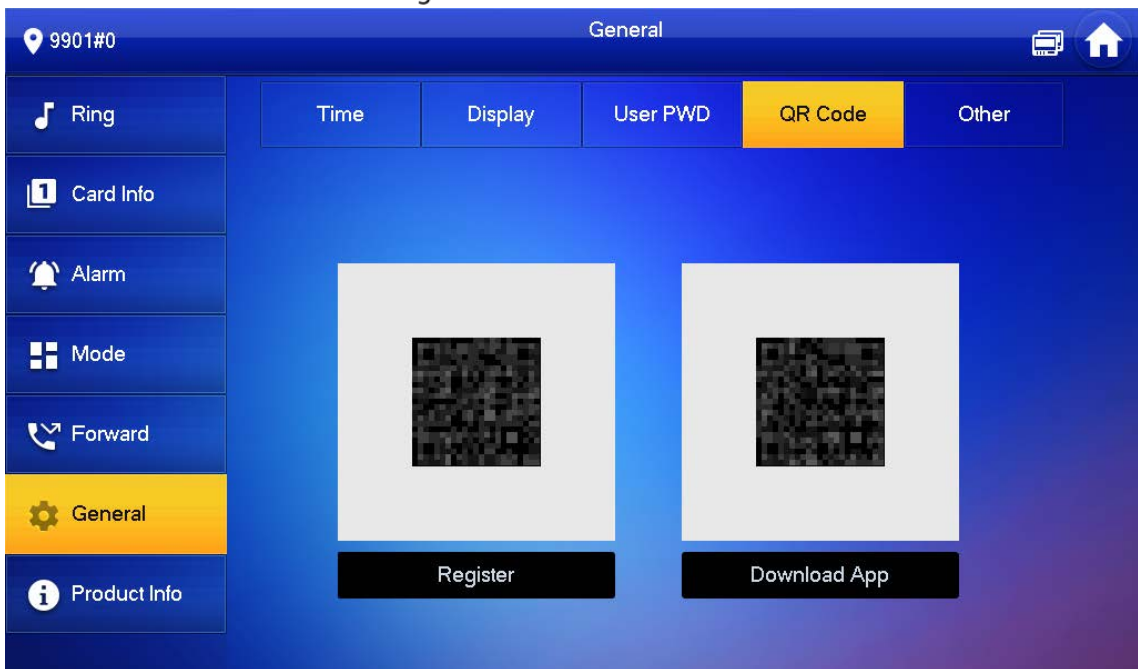 General
9901#0
Ring
Time
Display
User PWD
QR Code
Other
1
Card Info
Alarm
Mode
Forward
General
Product Info
Register
Download App